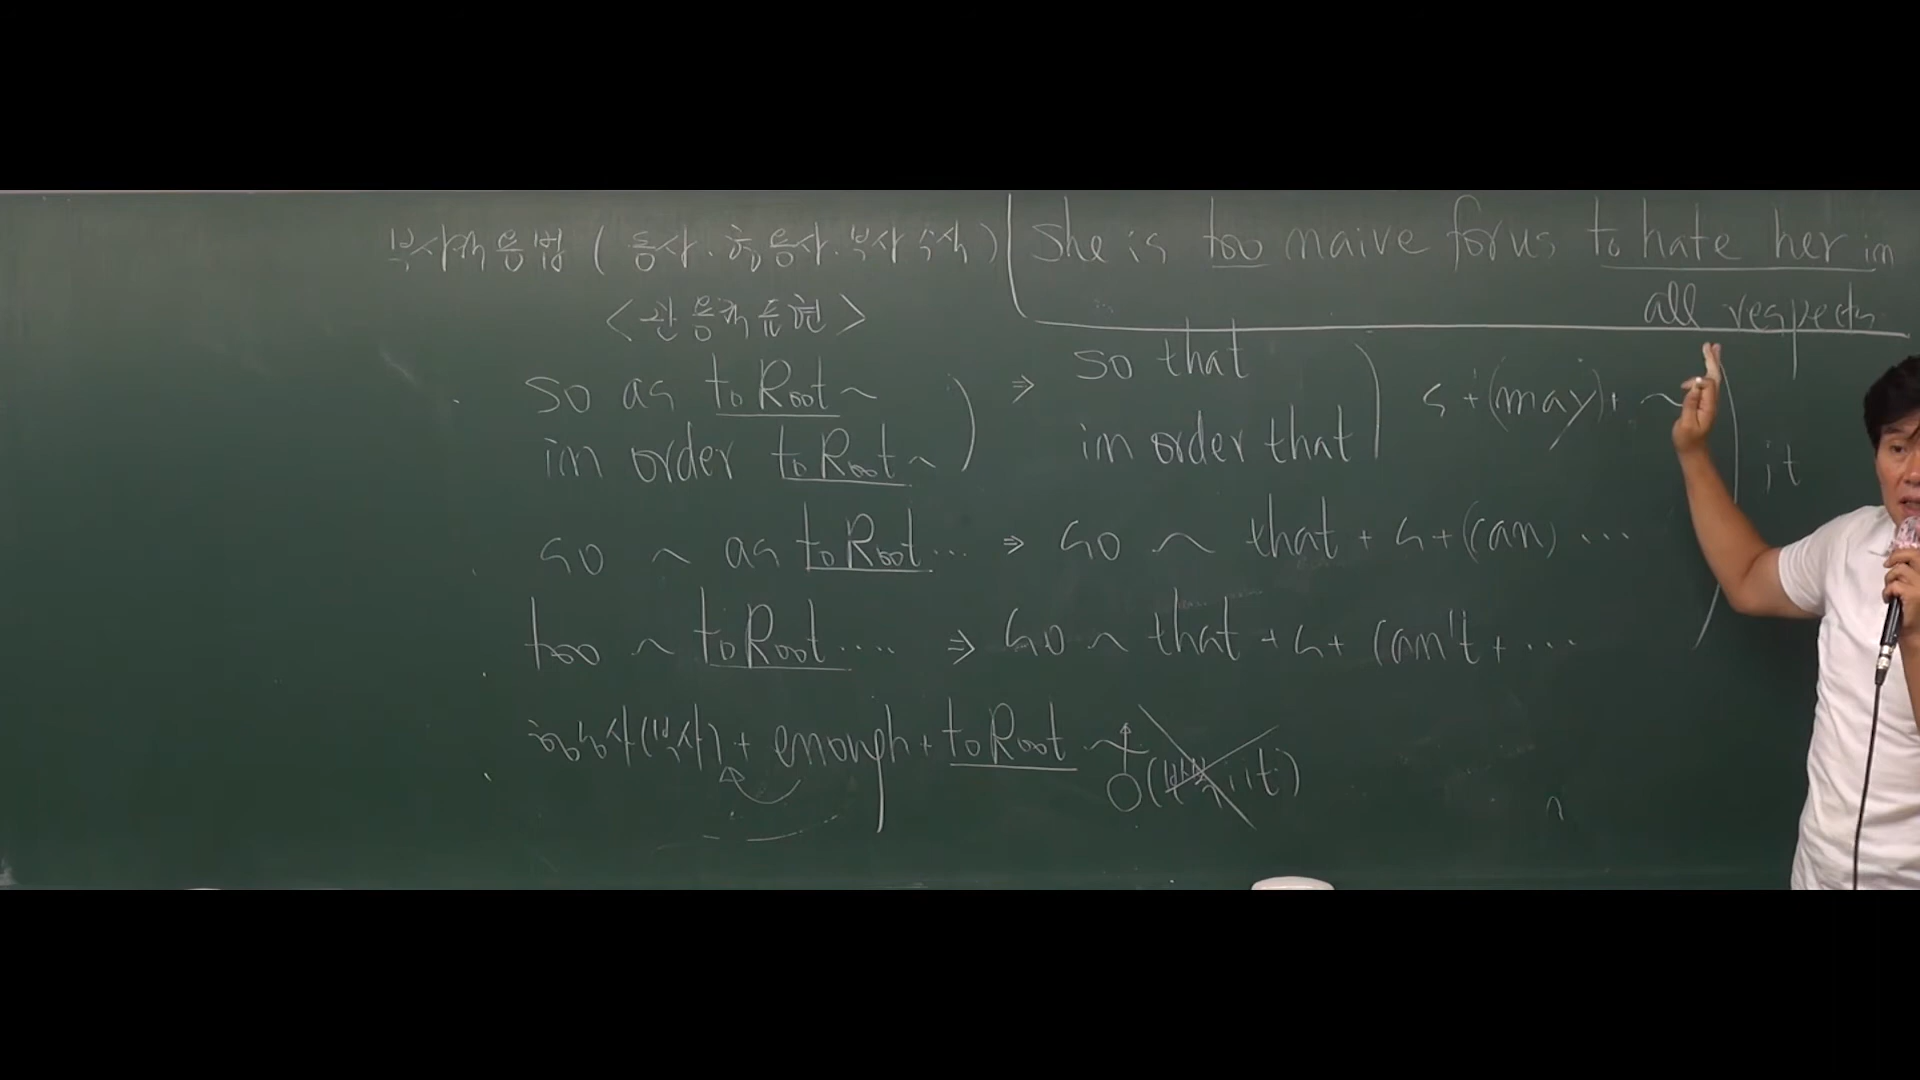 부사적 용법 ( 동사 · 형용사 · 부사 수식 )
<관용적 표현>
She is too naive for us to hate her in
all respects
so as to Root ~
in order to Root ~
⇒ so that
in order that
S + (may) + ~
it
so ~ as to Root ... ⇒ so ~ that + S + (can) ...
too ~ to Root .... ⇒ so ~ that + S + can't + ...
형용사(부사) + enough + to Root ~